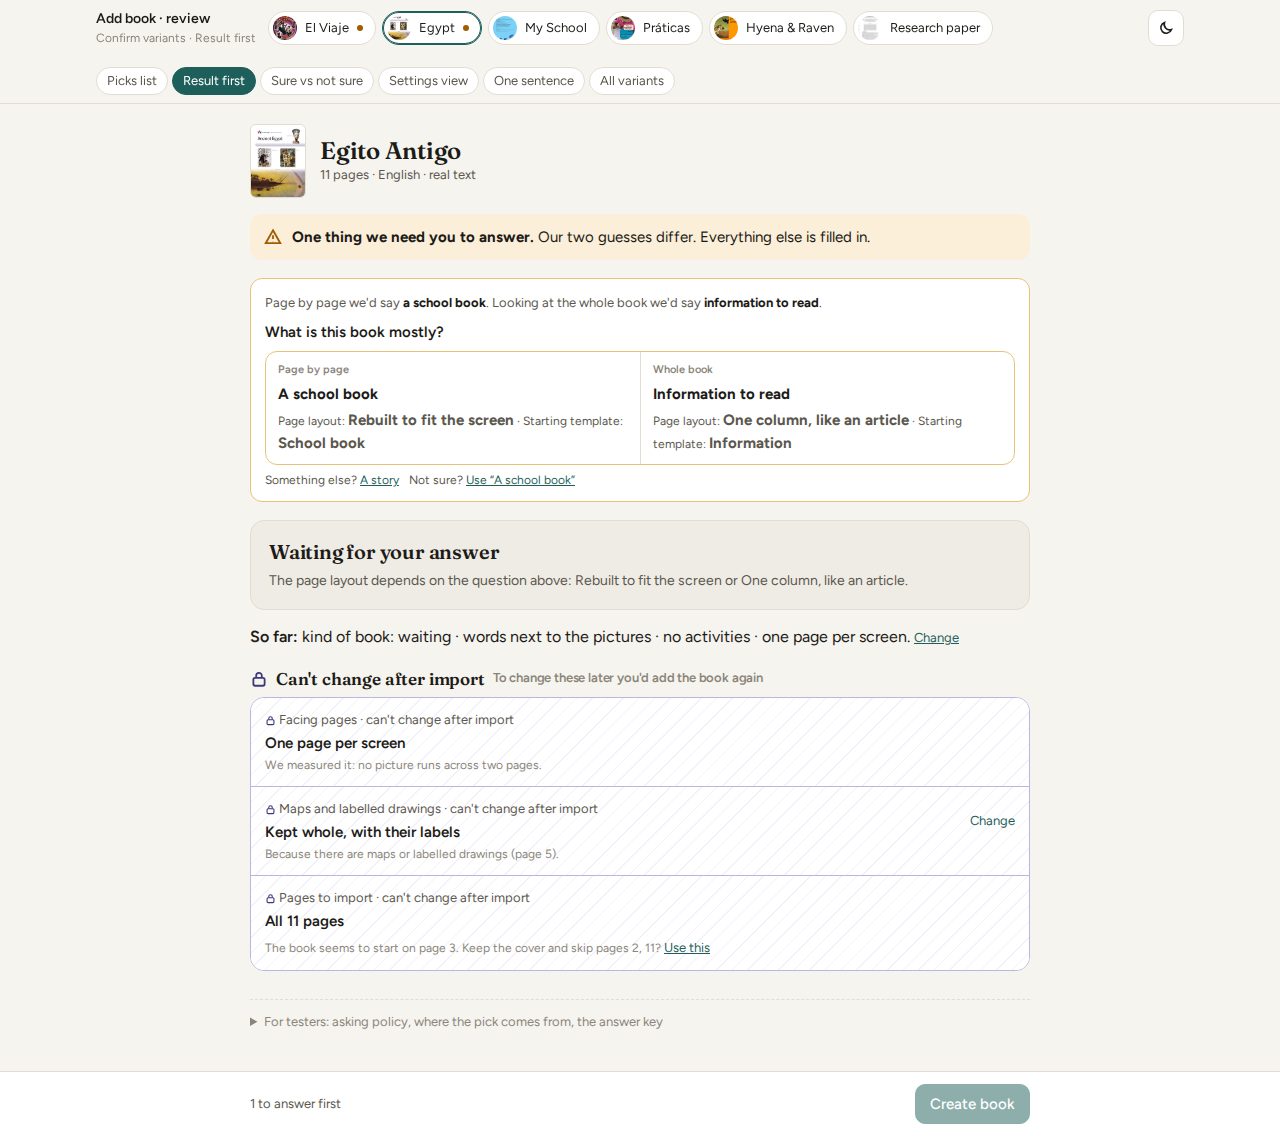 Add book · review
Confirm variants · Result first
El Viaje
Egypt
My School
Práticas
Hyena & Raven
Research paper
Picks list
Result first
Sure vs not sure
Settings view
One sentence
All variants
Egito Antigo
11 pages · English · real text
One thing we need you to answer. Our two guesses differ. Everything else is filled in.
Page by page we'd say a school book. Looking at the whole book we'd say information to read.
What is this book mostly?
Page by page
A school book
Page layout: Rebuilt to fit the screen · Starting template:
School book
Whole book
Information to read
Page layout: One column, like an article · Starting
template: Information
Something else? A story Not sure? Use “A school book”
Waiting for your answer
The page layout depends on the question above: Rebuilt to fit the screen or One column, like an article.
So far: kind of book: waiting · words next to the pictures · no activities · one page per screen. Change
Can't change after import To change these later you'd add the book again
Facing pages · can't change after import
One page per screen
We measured it: no picture runs across two pages.
Maps and labelled drawings · can't change after import
Kept whole, with their labels
Change
Because there are maps or labelled drawings (page 5).
Pages to import · can't change after import
All 11 pages
The book seems to start on page 3. Keep the cover and skip pages 2, 11? Use this
For testers: asking policy, where the pick comes from, the answer key
1 to answer first
Create book